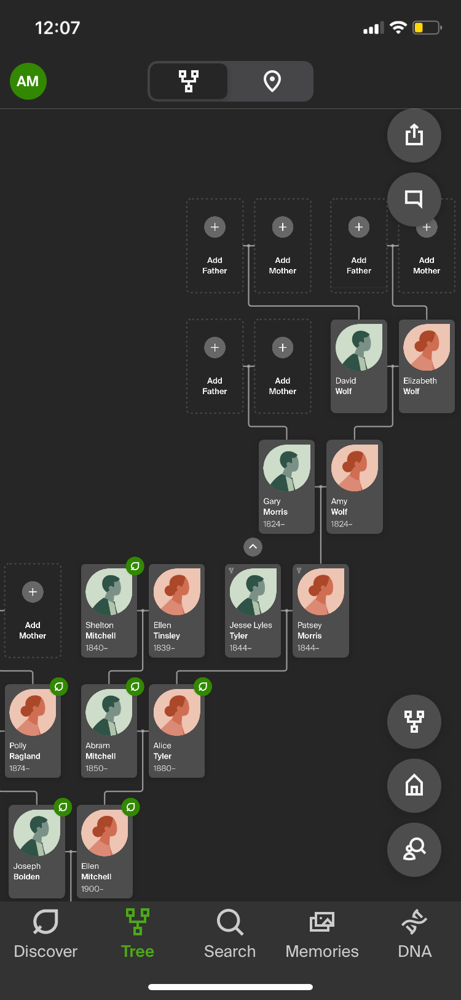 12:07
AM
Add
Father
Add
Mother
Add
Father
Add
Mother
Add
Father
Add
Mother
David
Wolf
Elizabeth
Wolf
Gary
Morris
1824–
Amy
Wolf
1824–
Add
Mother
Shelton
Mitchell
1840–
Ellen
Tinsley
1839–
Jesse Lyles
Tyler
1844–
Patsey
Morris
1844–
Polly
Ragland
1874–
Abram
Mitchell
1850–
Alice
Tyler
1880–
Joseph
Bolden
Ellen
Mitchell
1900–
Discover
Tree
Search
Memories
DNA